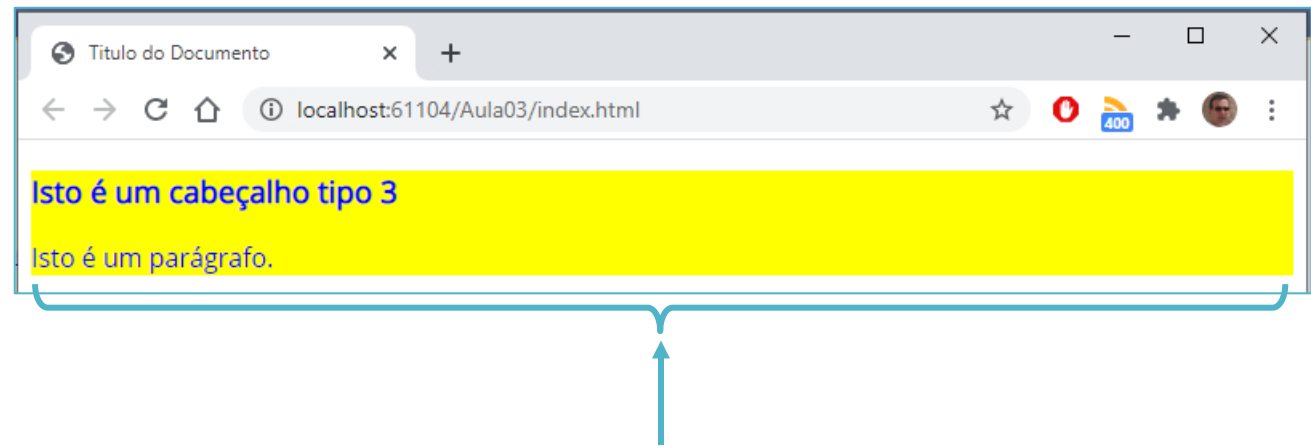 Titulo do Documento
localhost:61104/Aula03/index.html
400
Isto é um cabeçalho tipo 3
Isto é um parágrafo.